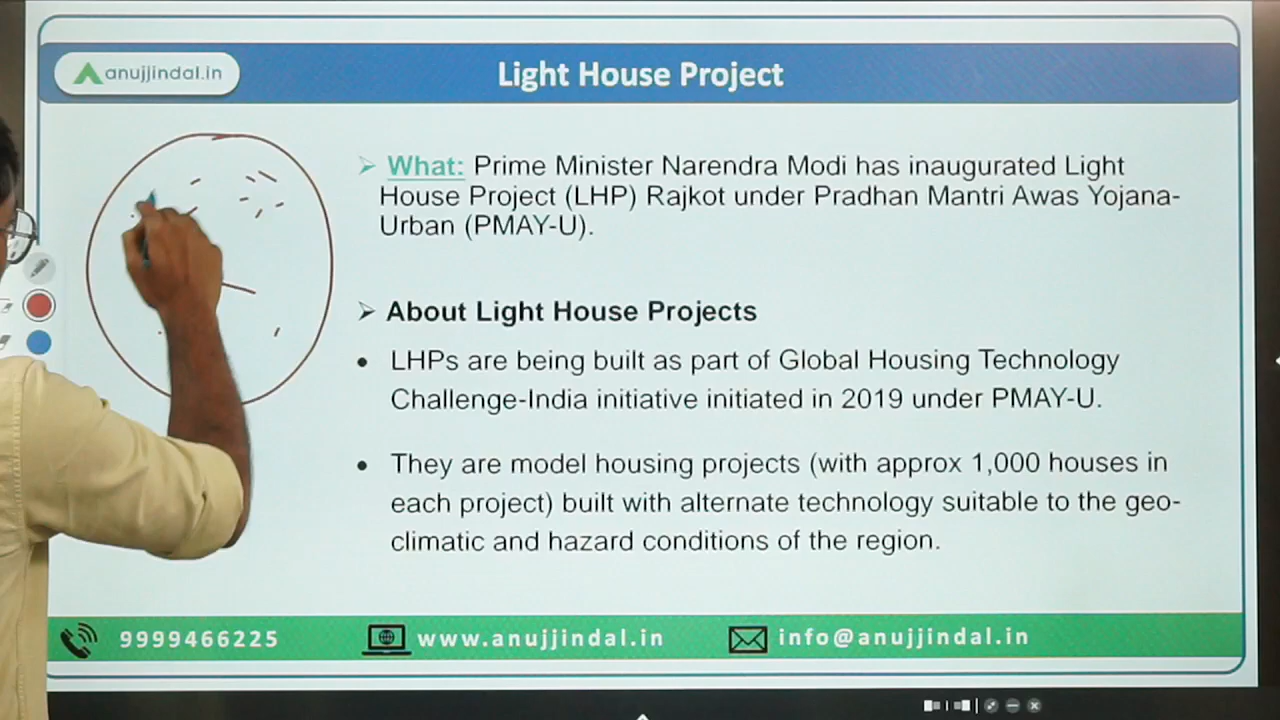 anujjindal.in
Light House Project
What: Prime Minister Narendra Modi has inaugurated Light
House Project (LHP) Rajkot under Pradhan Mantri Awas Yojana-
Urban (PMAY-U).
About Light House Projects
LHPs are being built as part of Global Housing Technology
Challenge-India initiative initiated in 2019 under PMAY-U.
They are model housing projects (with approx 1,000 houses in
each project) built with alternate technology suitable to the geo-
climatic and hazard conditions of the region.
9999466225
www.anujjindal.in
info@anujjindal.in